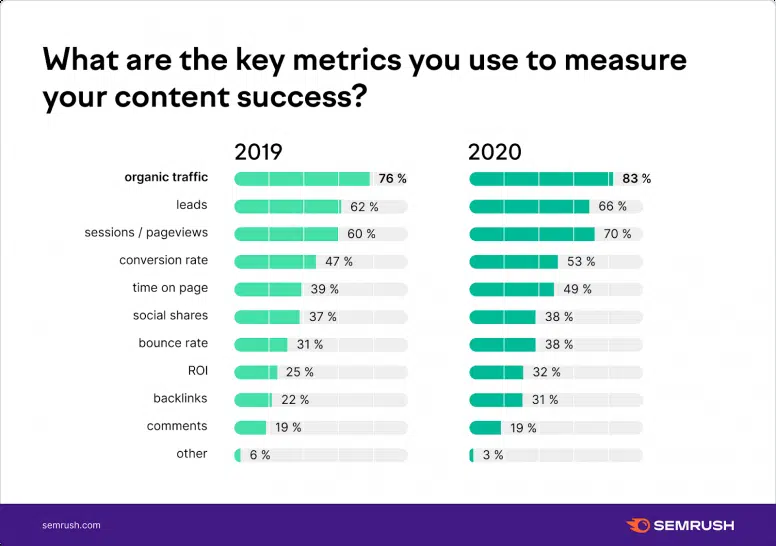 What are the key metrics you use to measure
your content success?
2019 2020
organic traffic 76 % 83 %
leads 62 % 66 %
sessions / pageviews 60 % 70 %
conversion rate 47 % 53 %
time on page 39 % 49 %
social shares 37 % 38 %
bounce rate 31 % 38 %
ROI 25 % 32 %
backlinks 22 % 31 %
comments 19 % 19 %
other 6 % 3 %
semrush.com SEMRUSH